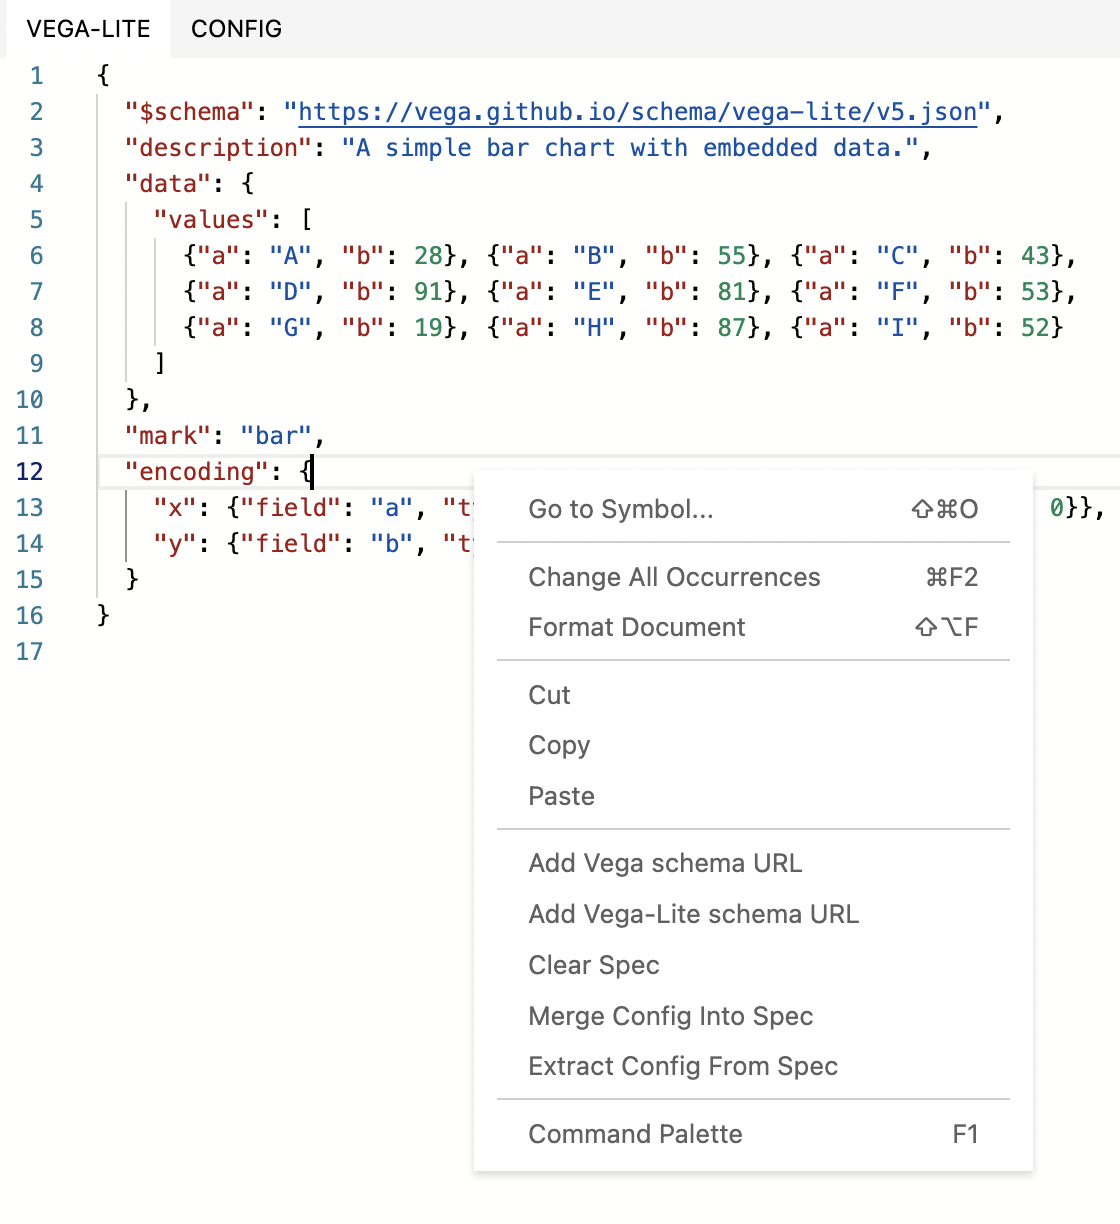 VEGA-LITE CONFIG
1 {
2 "$schema": "https://vega.github.io/schema/vega-lite/v5.json",
3 "description": "A simple bar chart with embedded data.",
4 "data": {
5 "values": [
6 {"a": "A", "b": 28}, {"a": "B", "b": 55}, {"a": "C", "b": 43},
7 {"a": "D", "b": 91}, {"a": "E", "b": 81}, {"a": "F", "b": 53},
8 {"a": "G", "b": 19}, {"a": "H", "b": 87}, {"a": "I", "b": 52}
9 ]
10 },
11 "mark": "bar",
12 "encoding": {
13 "x": {"field": "a", "t 0}},
14 "y": {"field": "b", "t
15 }
16 }
17
Go to Symbol... ⇧⌘O
Change All Occurrences ⌘F2
Format Document ⇧⌥F
Cut
Copy
Paste
Add Vega schema URL
Add Vega-Lite schema URL
Clear Spec
Merge Config Into Spec
Extract Config From Spec
Command Palette F1